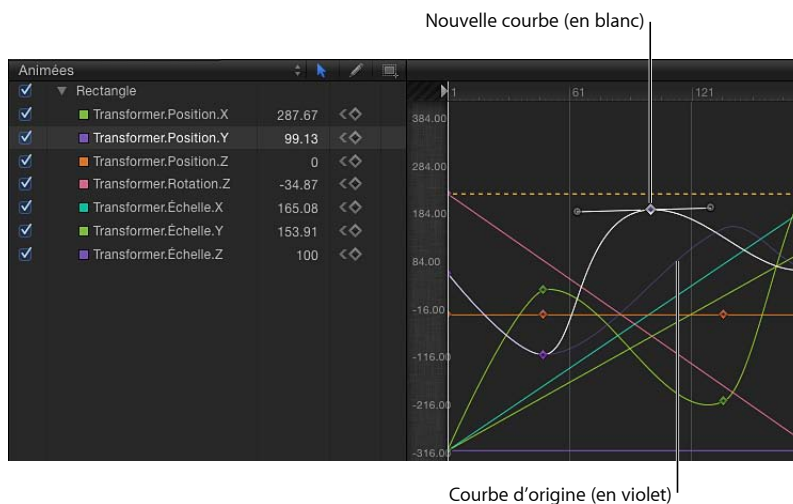 Nouvelle courbe (en blanc)
Animées
Rectangle
1 61 121
Transformer.Position.X 287.67
Transformer.Position.Y 99.13
Transformer.Position.Z 0
Transformer.Rotation.Z -34.87
Transformer.Échelle.X 165.08
Transformer.Échelle.Y 153.91
Transformer.Échelle.Z 100
384.00
284.00
184.00
84.00
-16.00
-116.00
-216.00
-316.00
Courbe d'origine (en violet)